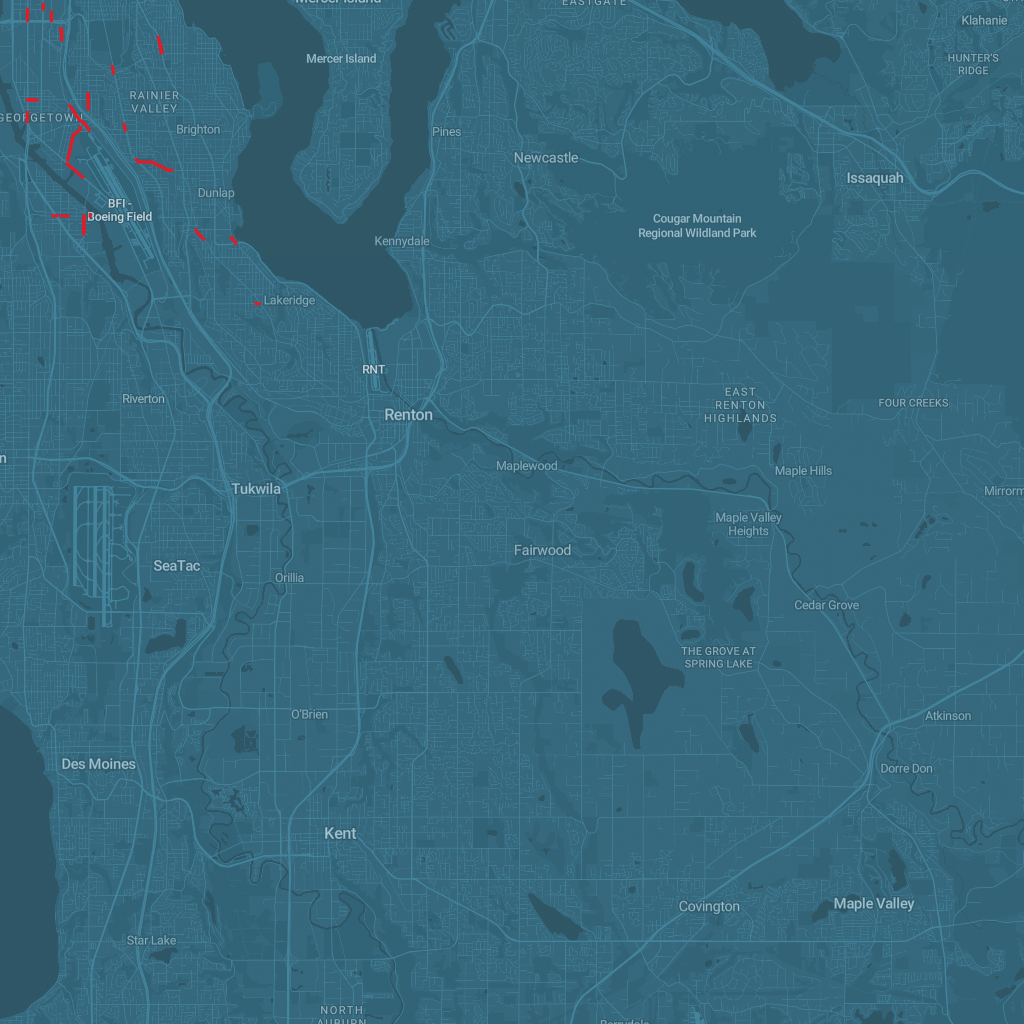 Mercer Island
EASTGATE
Klahanie
Mercer Island
HUNTER'S
RIDGE
RAINIER
VALLEY
GEORGETOWN
Brighton
Pines
Newcastle
Issaquah
Dunlap
BFI -
Boeing Field
Cougar Mountain
Regional Wildland Park
Kennydale
Lakeridge
RNT
Riverton
EAST
RENTON
HIGHLANDS
FOUR CREEKS
Renton
n
Maplewood
Maple Hills
Tukwila
Mirrorm
Maple Valley
Heights
Fairwood
SeaTac
Orillia
Cedar Grove
THE GROVE AT
SPRING LAKE
O'Brien
Atkinson
Des Moines
Dorre Don
Kent
Covington
Maple Valley
Star Lake
NORTH
AUBURN